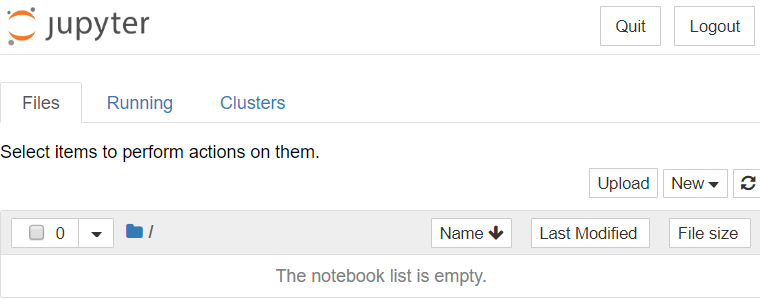 jupyter Quit Logout
Files Running Clusters
Select items to perform actions on them.
Upload New
0 / Name Last Modified File size
The notebook list is empty.